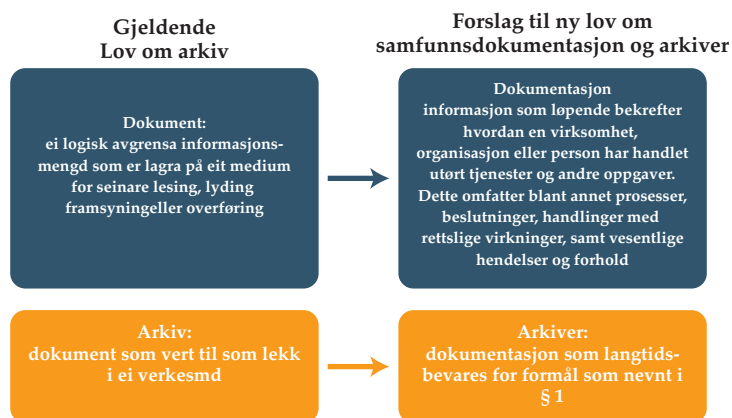 Gjeldende
Lov om arkiv
Forslag til ny lov om
samfunnsdokumentasjon og arkiver
Dokument:
ei logisk avgrensa informasjons-
mengd som er lagra på eit medium
for seinare lesing, lyding
framsyningeller overføring
Dokumentasjon
informasjon som løpende bekrefter
hvordan en virksomhet,
organisasjon eller person har handlet
utørt tjenester og andre oppgaver.
Dette omfatter blant annet prosesser,
beslutninger, handlinger med
rettslige virkninger, samt vesentlige
hendelser og forhold
Arkiv:
dokument som vert til som lekk
i ei verkesmd
Arkiver:
dokumentasjon som langtids-
bevares for formål som nevnt i
§ 1